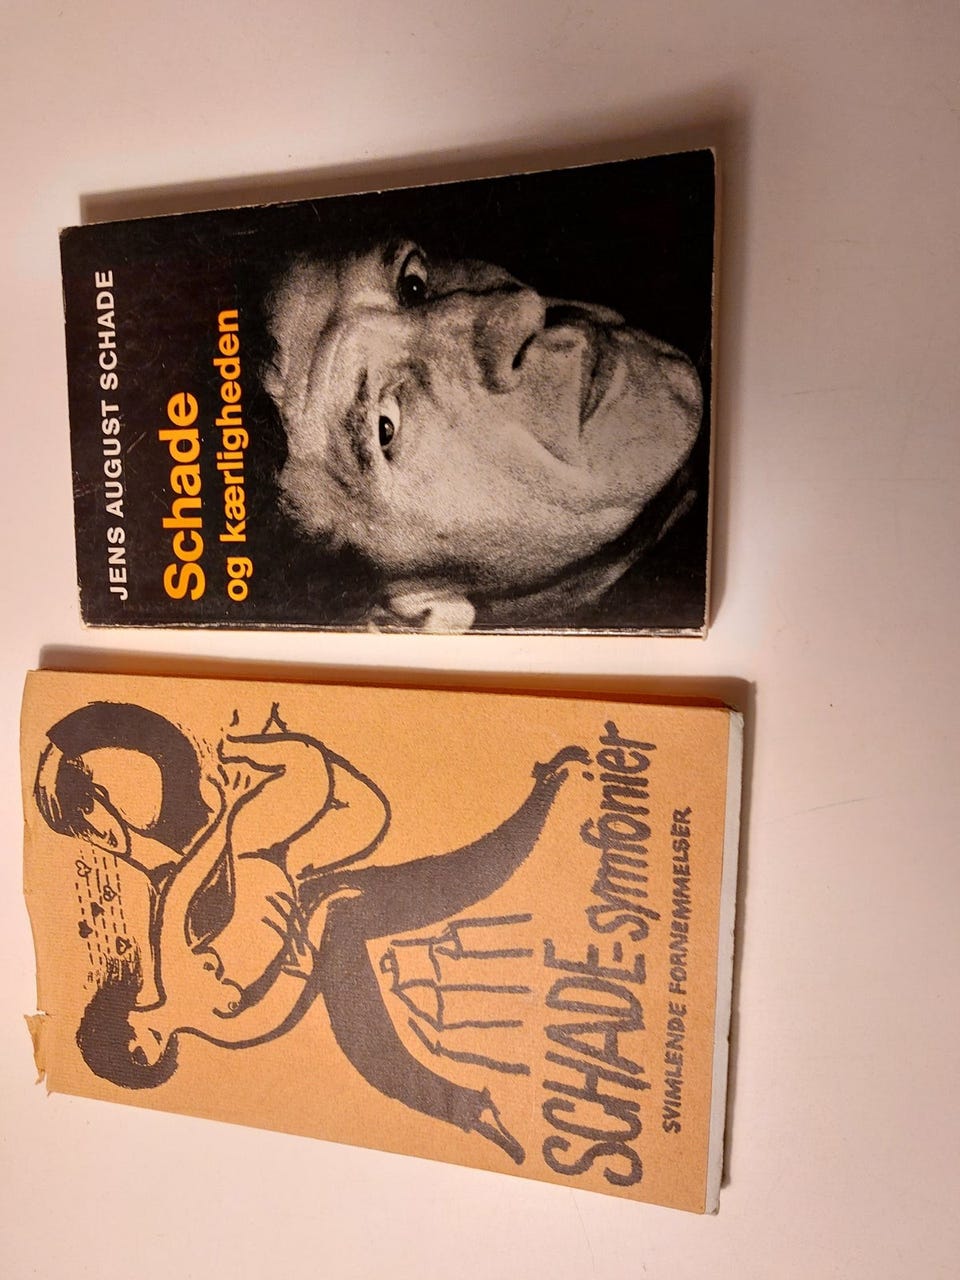 JENS AUGUST SCHADE
Schade
og kærligheden
SCHADE-symfonier
SVIMLENDE FORNEMMELSER